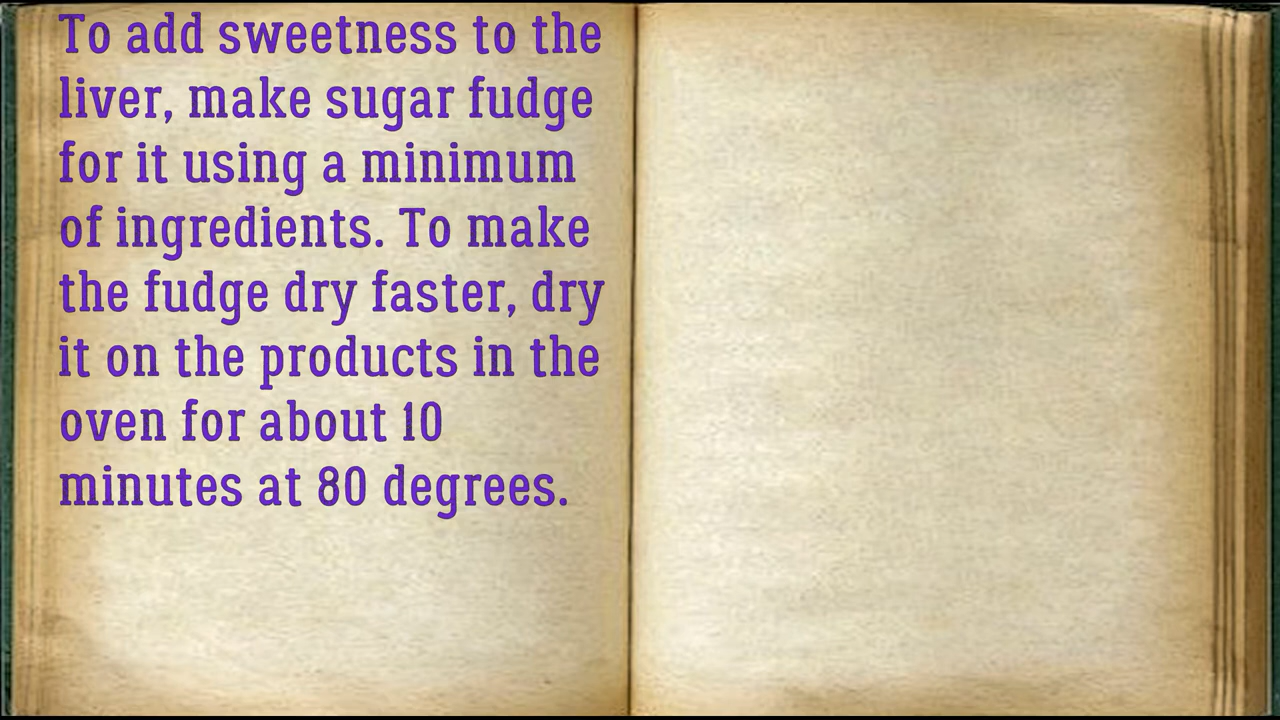 To add sweetness to the
liver, make sugar fudge
for it using a minimum
of ingredients. To make
the fudge dry faster, dry
it on the products in the
oven for about 10
minutes at 80 degrees.